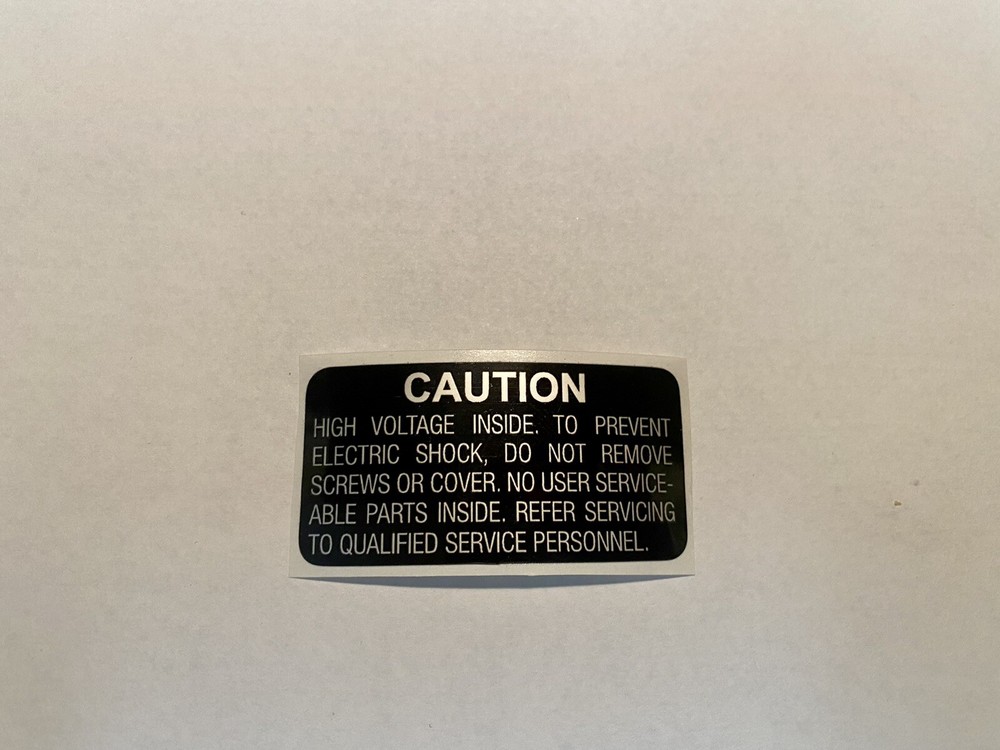 CAUTION
HIGH VOLTAGE INSIDE. TO PREVENT
ELECTRIC SHOCK, DO NOT REMOVE
SCREWS OR COVER. NO USER SERVICE-
ABLE PARTS INSIDE. REFER SERVICING
TO QUALIFIED SERVICE PERSONNEL.